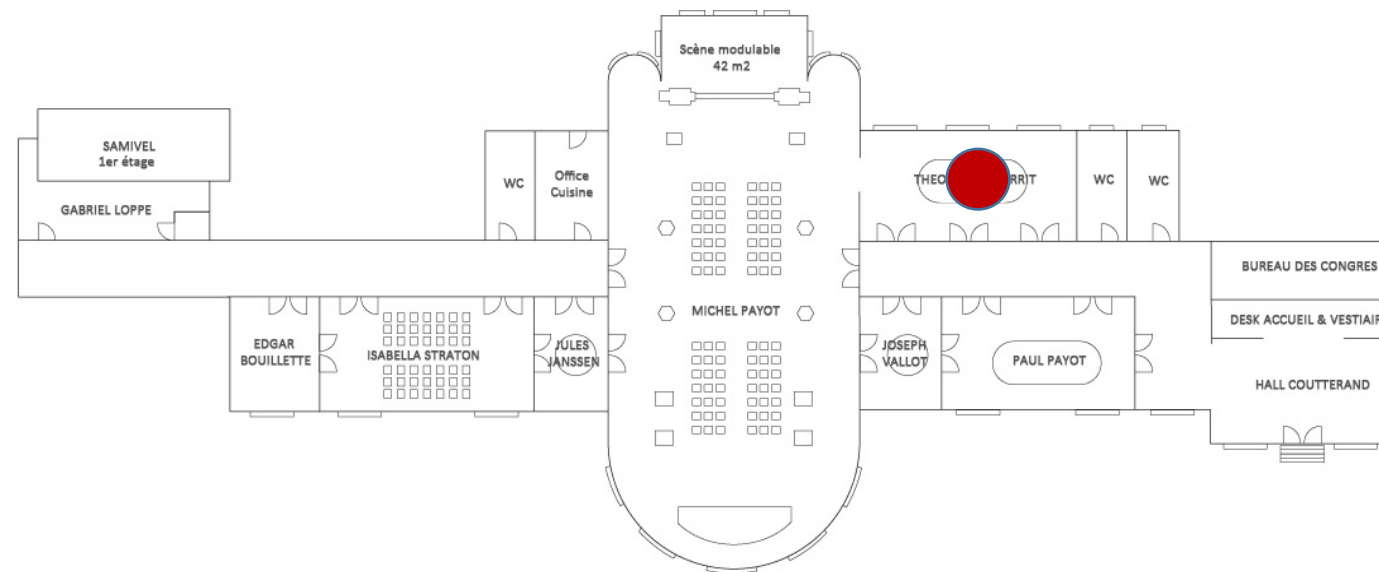 Scène modulable
42 m2
SAMIVEL
1er étage
GABRIEL LOPPE
WC
Office
Cuisine
WC
WC
BUREAU DES CONGRES
DESK ACCUEIL & VESTIAIR
HALL COUTTERAND
MICHEL PAYOT
EDGAR
BOUILLETTE
ISABELLA STRATON
JULES
JANSSEN
JOSEPH
VALLOT
PAUL PAYOT